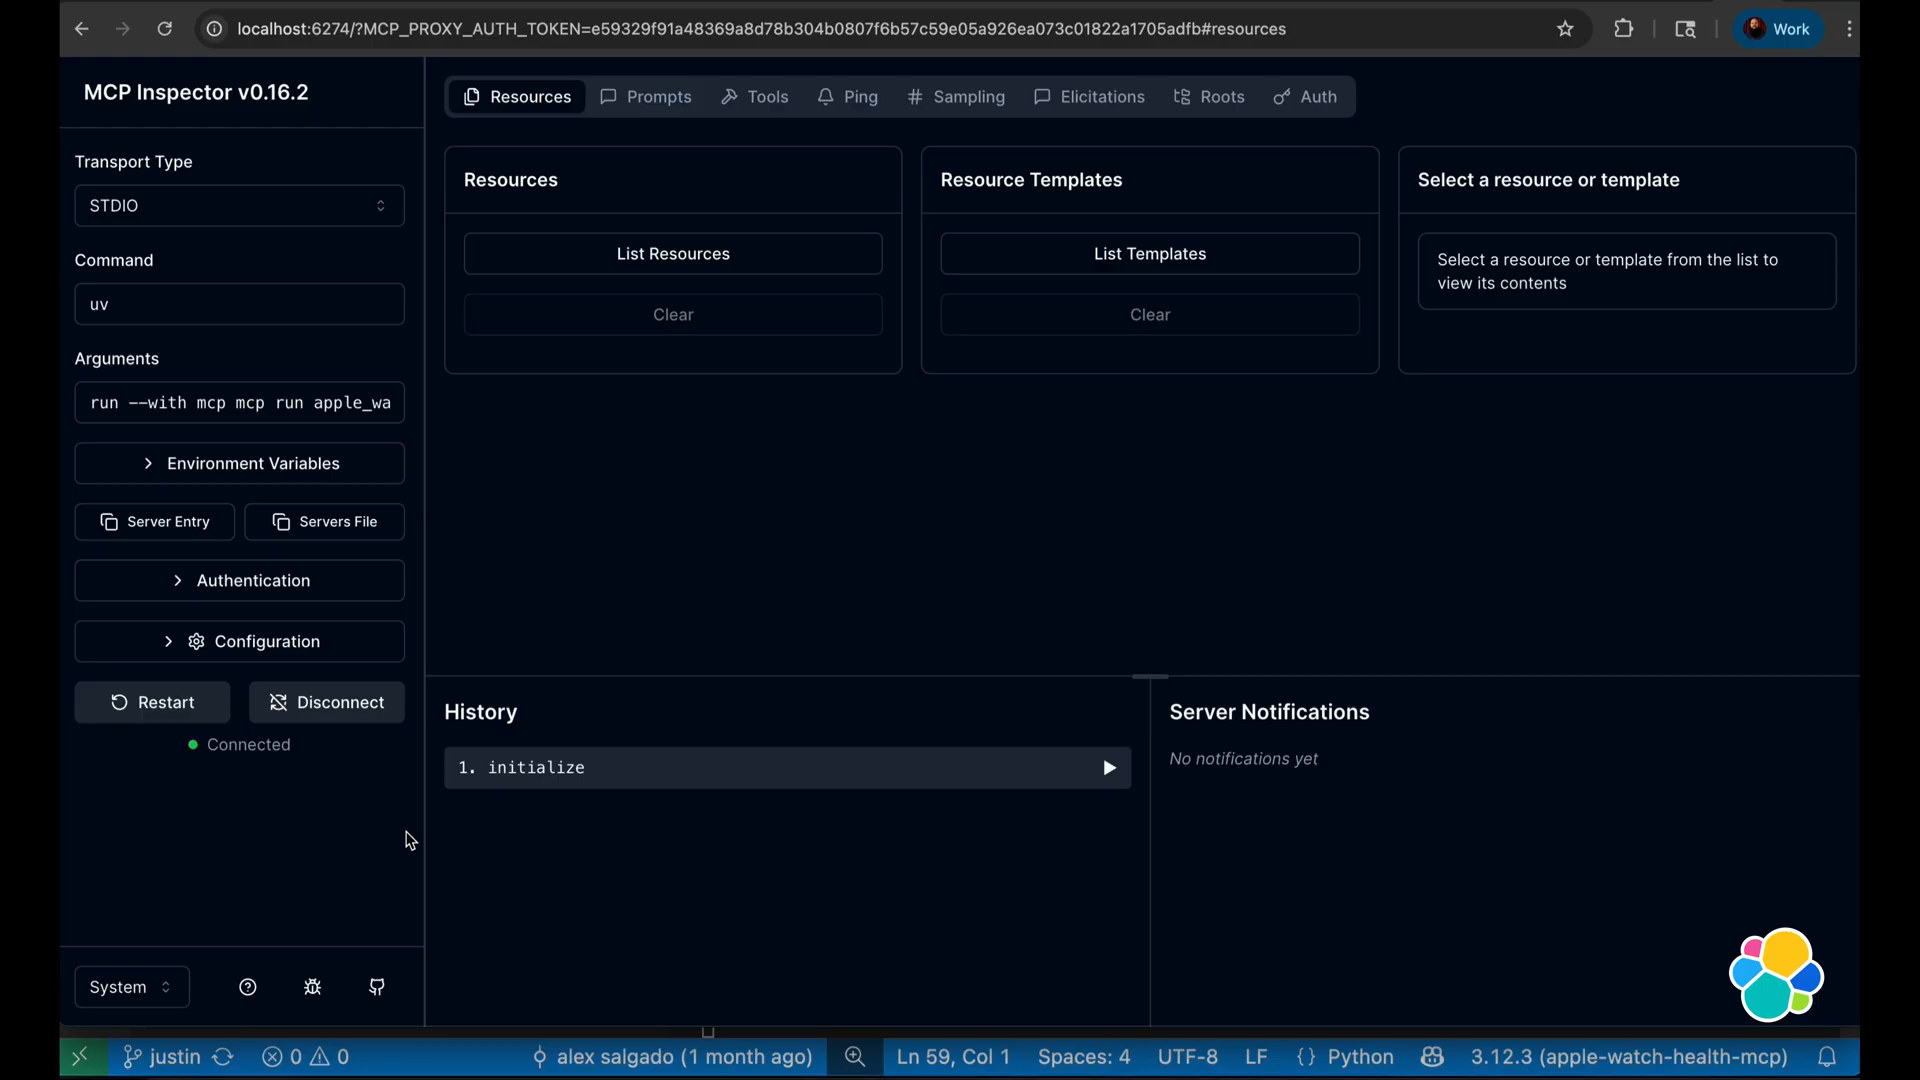 localhost:6274/?MCP_PROXY_AUTH_TOKEN=e59329f91a48369a8d78b304b0807f6b57c59e05a926ea073c01822a1705adfb#resources
Work
MCP Inspector v0.16.2
Resources
Prompts
Tools
Ping
Sampling
Elicitations
Roots
Auth
Transport Type
STDIO
Command
uv
Arguments
run --with mcp mcp run apple_wa
Environment Variables
Server Entry
Servers File
Authentication
Configuration
Restart
Disconnect
Connected
System
Resources
List Resources
Clear
Resource Templates
List Templates
Clear
Select a resource or template
Select a resource or template from the list to
view its contents
History
1. initialize
Server Notifications
No notifications yet
justin
0
0
alex salgado (1 month ago)
Ln 59, Col 1
Spaces: 4
UTF-8
LF
{} Python
3.12.3 (apple-watch-health-mcp)